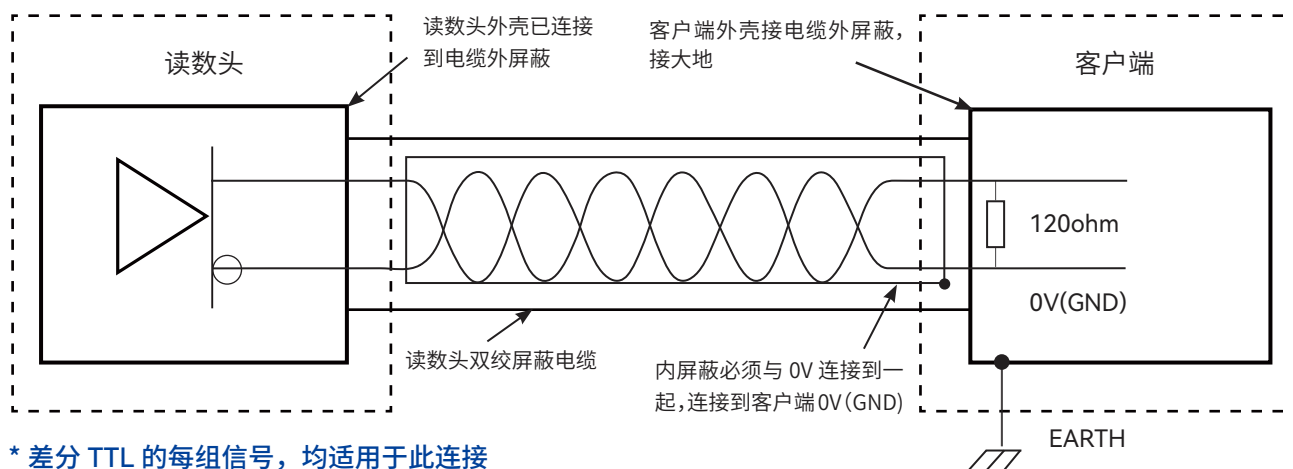 读数头外壳已连接
到电缆外屏蔽
客户端外壳接电缆外屏蔽，
接大地
读数头
客户端
120ohm
0V(GND)
读数头双绞屏蔽电缆
内屏蔽必须与 0V 连接到一
起,连接到客户端0V(GND)
EARTH
* 差分 TTL 的每组信号，均适用于此连接